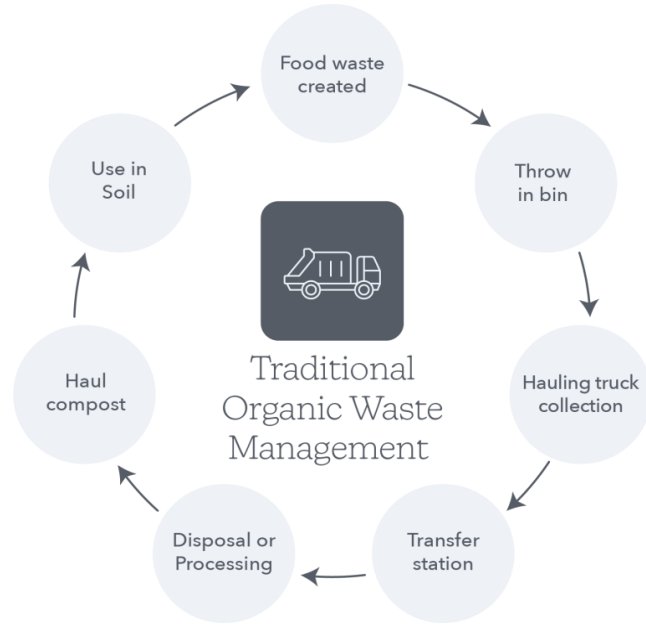 Food waste
created
Throw
in bin
Hauling truck
collection
Transfer
station
Disposal or
Processing
Haul
compost
Use in
Soil
Traditional
Organic Waste
Management